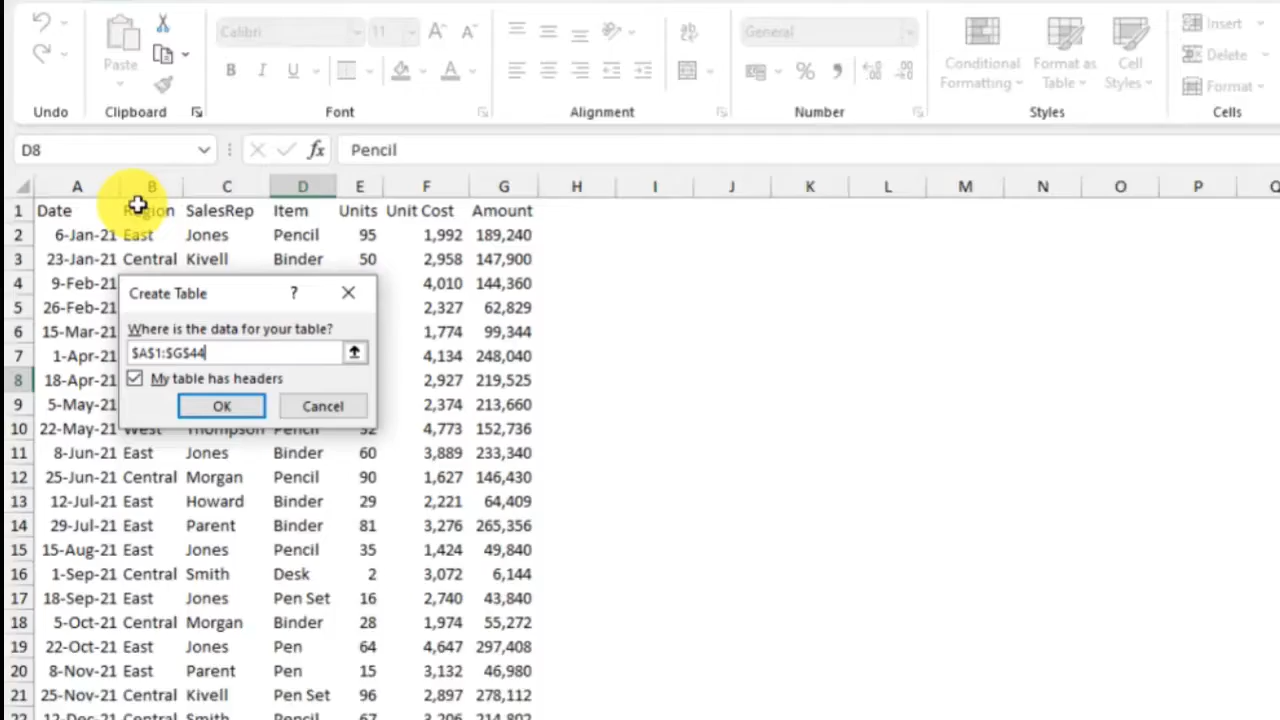 Calibri 11 General Insert
Paste Conditional Formatting Format as Table Cell Styles Delete
B I U A % Format
Undo Clipboard Font Alignment Number Styles Cells
D8 fx Pencil
A B C D E F G H I J K L M N O P Q
1 Date Region SalesRep Item Units Unit Cost Amount
2 6-Jan-21 East Jones Pencil 95 1,992 189,240
3 23-Jan-21 Central Kivell Binder 50 2,958 147,900
4 9-Feb-21 4,010 144,360
5 26-Feb-21 2,327 62,829
6 15-Mar-21 1,774 99,344
7 1-Apr-21 4,134 248,040
8 18-Apr-21 2,927 219,525
9 5-May-21 2,374 213,660
Create Table ?
Where is the data for your table?
$A$1:$G$44
My table has headers
OK Cancel
10 22-May-21 West Thompson Pencil 32 4,773 152,736
11 8-Jun-21 East Jones Binder 60 3,889 233,340
12 25-Jun-21 Central Morgan Pencil 90 1,627 146,430
13 12-Jul-21 East Howard Binder 29 2,221 64,409
14 29-Jul-21 East Parent Binder 81 3,276 265,356
15 15-Aug-21 East Jones Pencil 35 1,424 49,840
16 1-Sep-21 Central Smith Desk 2 3,072 6,144
17 18-Sep-21 East Jones Pen Set 16 2,740 43,840
18 5-Oct-21 Central Morgan Binder 28 1,974 55,272
19 22-Oct-21 East Jones Pen 64 4,647 297,408
20 8-Nov-21 East Parent Pen 15 3,132 46,980
21 25-Nov-21 Central Kivell Pen Set 96 2,897 278,112
22 12-Dec-21 Central Smith Pencil 67 3,206 214,802